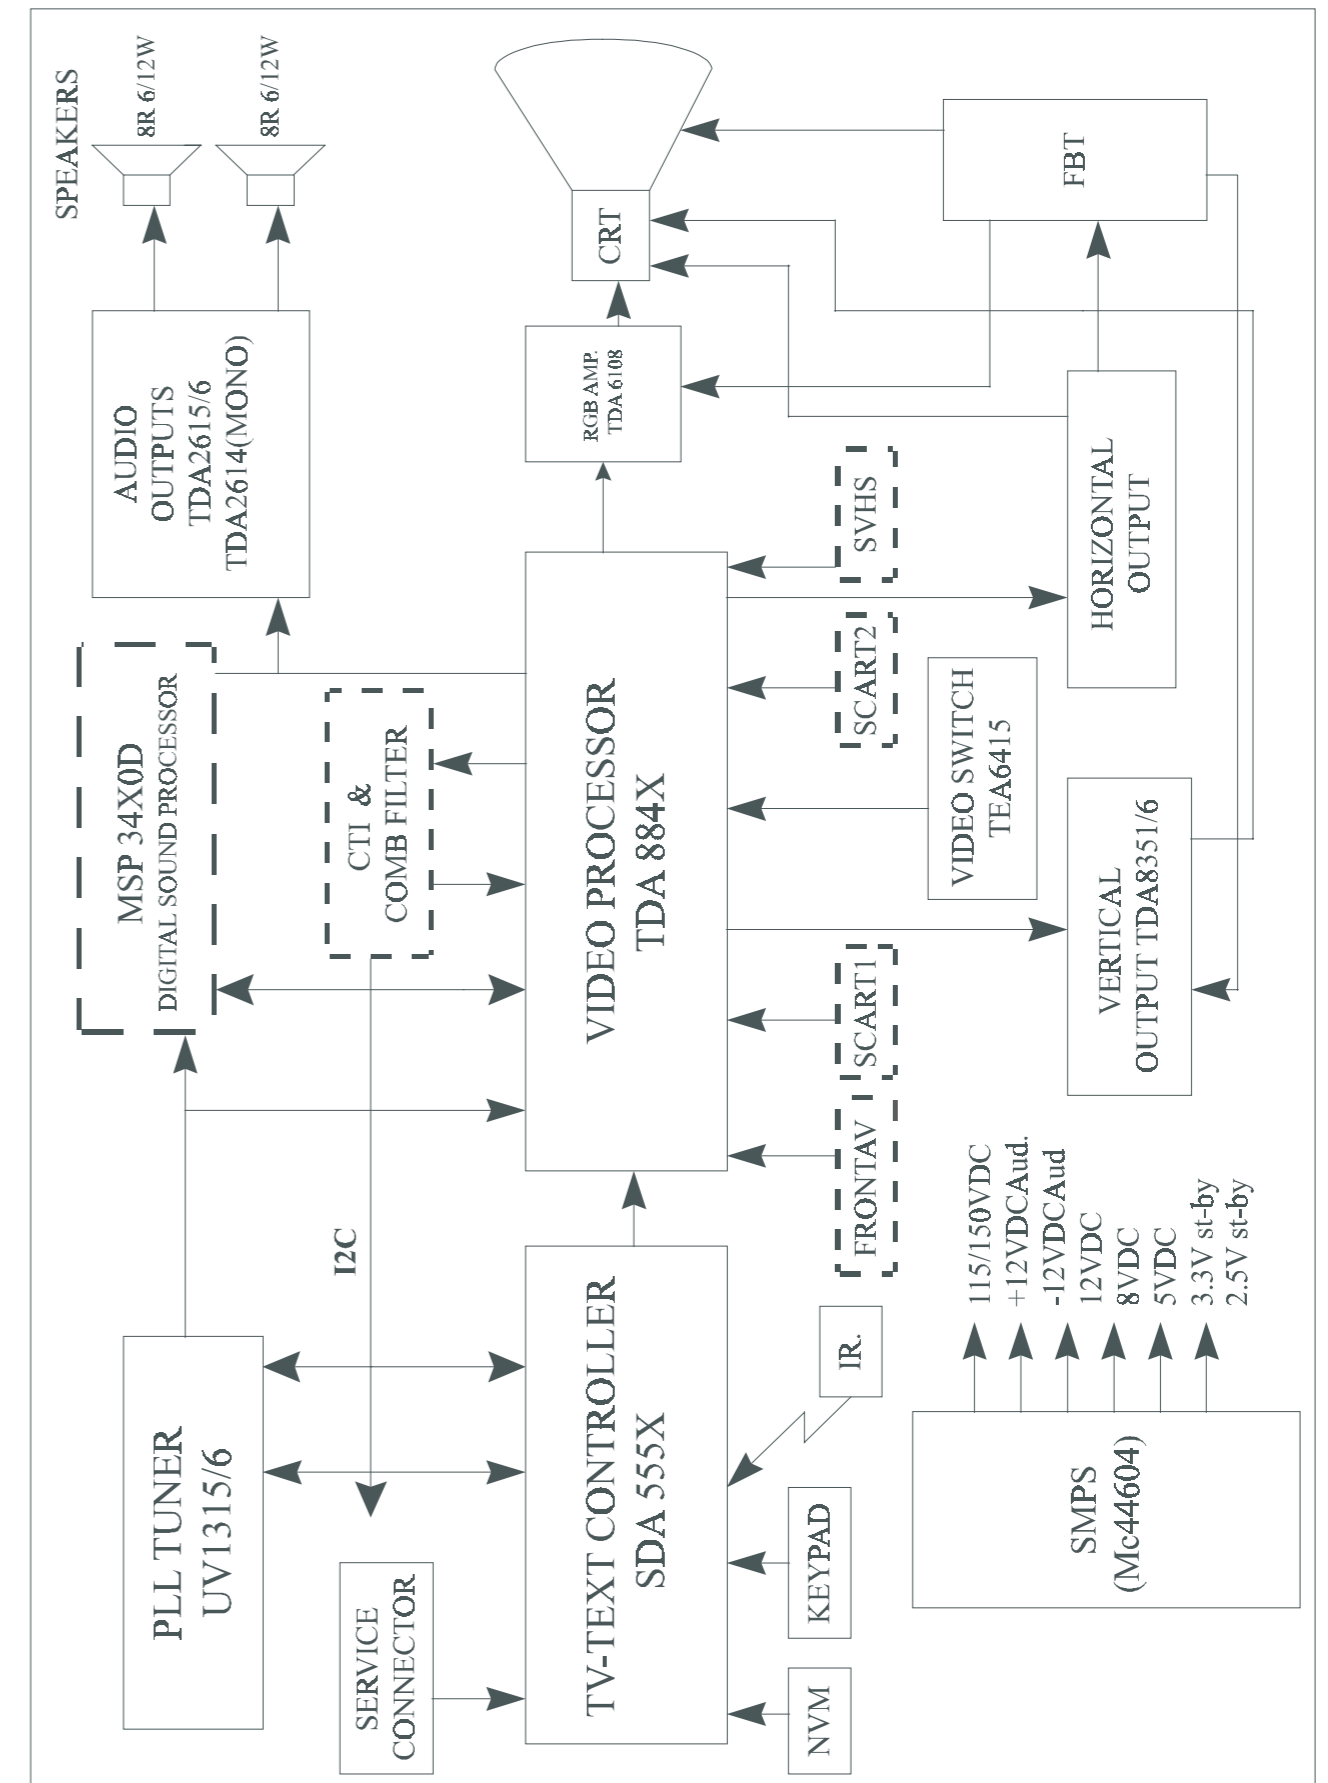 SPEAKERS
8R 6/12W
8R 6/12W
AUDIO
OUTPUTS
TDA2615/6
TDA2614(MONO)
MSP 34X0D
DIGITAL SOUND PROCESSOR
PLL TUNER
UV1315/6
I2C
CTI &
COMB FILTER
SERVICE
CONNECTOR
CRT
RGB AMP.
TDA 6108
VIDEO PROCESSOR
TDA 884X
TV-TEXT CONTROLLER
SDA 555X
NVM
KEYPAD
IR.
FRONTAV
SCART1
SCART2
SVHS
VIDEO SWITCH
TEA6415
FBT
HORIZONTAL
OUTPUT
VERTICAL
OUTPUT TDA8351/6
SMPS
(Mc44604)
115/150VDC
+12VDCAud.
-12VDCAud
12VDC
8VDC
5VDC
3.3V st-by
2.5V st-by